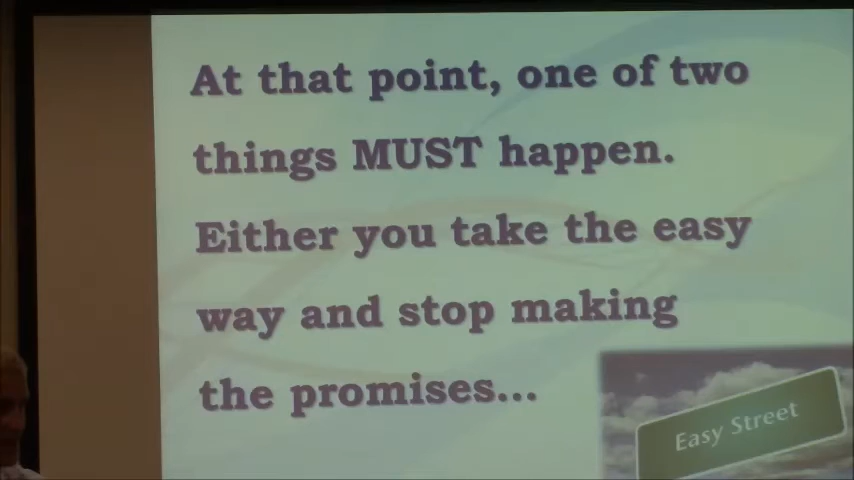 At that point, one of two
things MUST happen.
Either you take the easy
way and stop making
the promises...
Easy Street